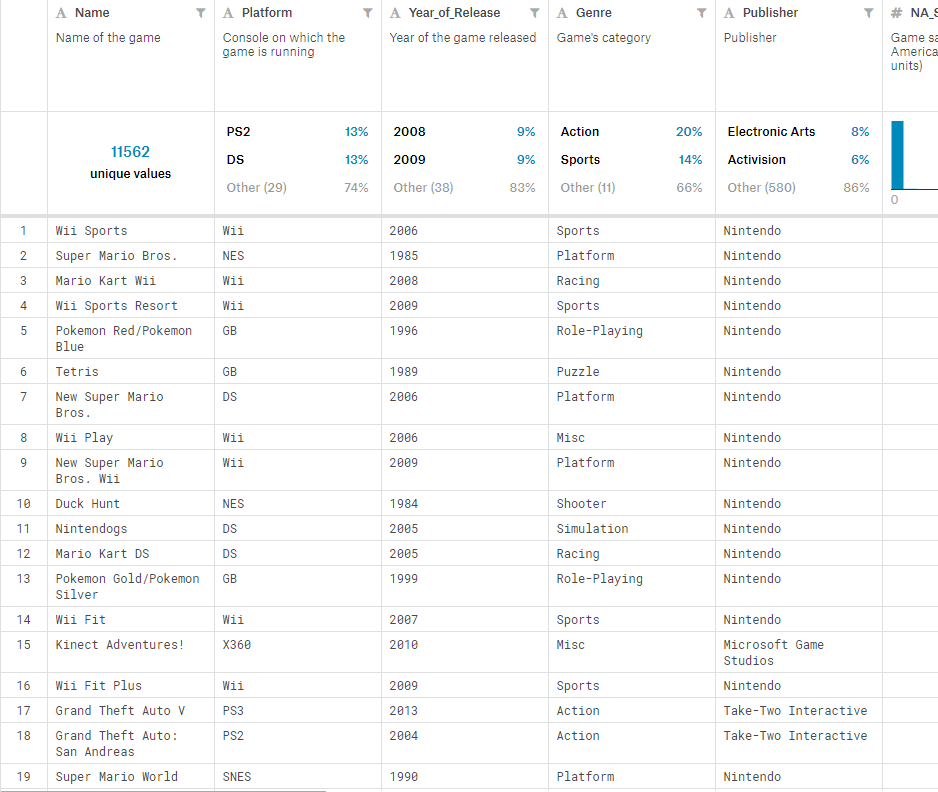 Name Platform Year_of_Release Genre Publisher # NA_S
Name of the game Console on which the Year of the game released Game's category Publisher Game sa
game is running America
units)
PS2 13% 2008 9% Action 20% Electronic Arts 8%
11562 DS 13% 2009 9% Sports 14% Activision 6%
unique values Other (29) 74% Other (38) 83% Other (11) 66% Other (580) 86%
0
1 Wii Sports Wii 2006 Sports Nintendo
2 Super Mario Bros. NES 1985 Platform Nintendo
3 Mario Kart Wii Wii 2008 Racing Nintendo
4 Wii Sports Resort Wii 2009 Sports Nintendo
5 Pokemon Red/Pokemon GB 1996 Role-Playing Nintendo
Blue
6 Tetris GB 1989 Puzzle Nintendo
7 New Super Mario DS 2006 Platform Nintendo
Bros.
8 Wii Play Wii 2006 Misc Nintendo
9 New Super Mario Wii 2009 Platform Nintendo
Bros. Wii
10 Duck Hunt NES 1984 Shooter Nintendo
11 Nintendogs DS 2005 Simulation Nintendo
12 Mario Kart DS DS 2005 Racing Nintendo
13 Pokemon Gold/Pokemon GB 1999 Role-Playing Nintendo
Silver
14 Wii Fit Wii 2007 Sports Nintendo
15 Kinect Adventures! X360 2010 Misc Microsoft Game
Studios
16 Wii Fit Plus Wii 2009 Sports Nintendo
17 Grand Theft Auto V PS3 2013 Action Take-Two Interactive
18 Grand Theft Auto: PS2 2004 Action Take-Two Interactive
San Andreas
19 Super Mario World SNES 1990 Platform Nintendo